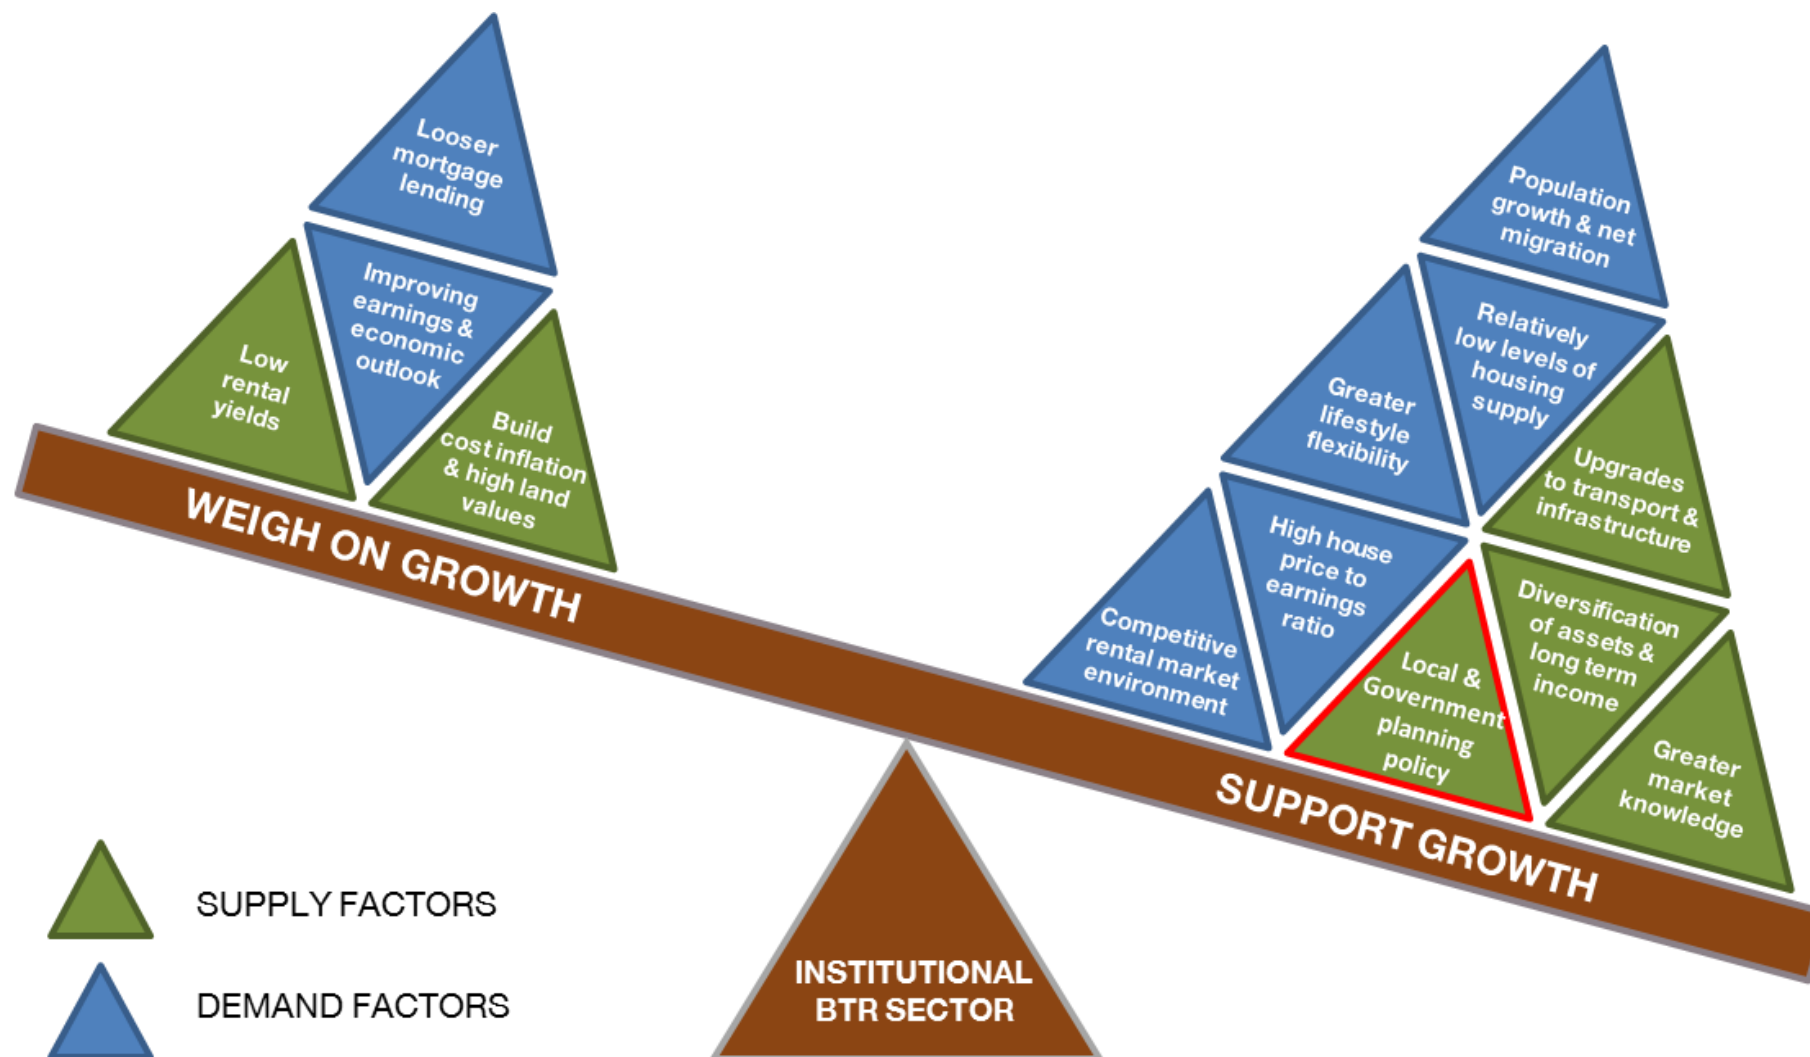 Looser
mortgage
lending
Improving
earnings &
economic
outlook
Low
rental
yields
Build
cost inflation
& high land
values
WEIGH ON GROWTH
Population
growth & net
migration
Relatively
low levels of
housing
supply
Greater
lifestyle
flexibility
Upgrades
to transport &
infrastructure
High house
price to
earnings
ratio
Diversification
of assets &
long term
income
Competitive
rental market
environment
Local &
Government
planning
policy
Greater
market
knowledge
SUPPORT GROWTH
SUPPLY FACTORS
DEMAND FACTORS
INSTITUTIONAL
BTR SECTOR